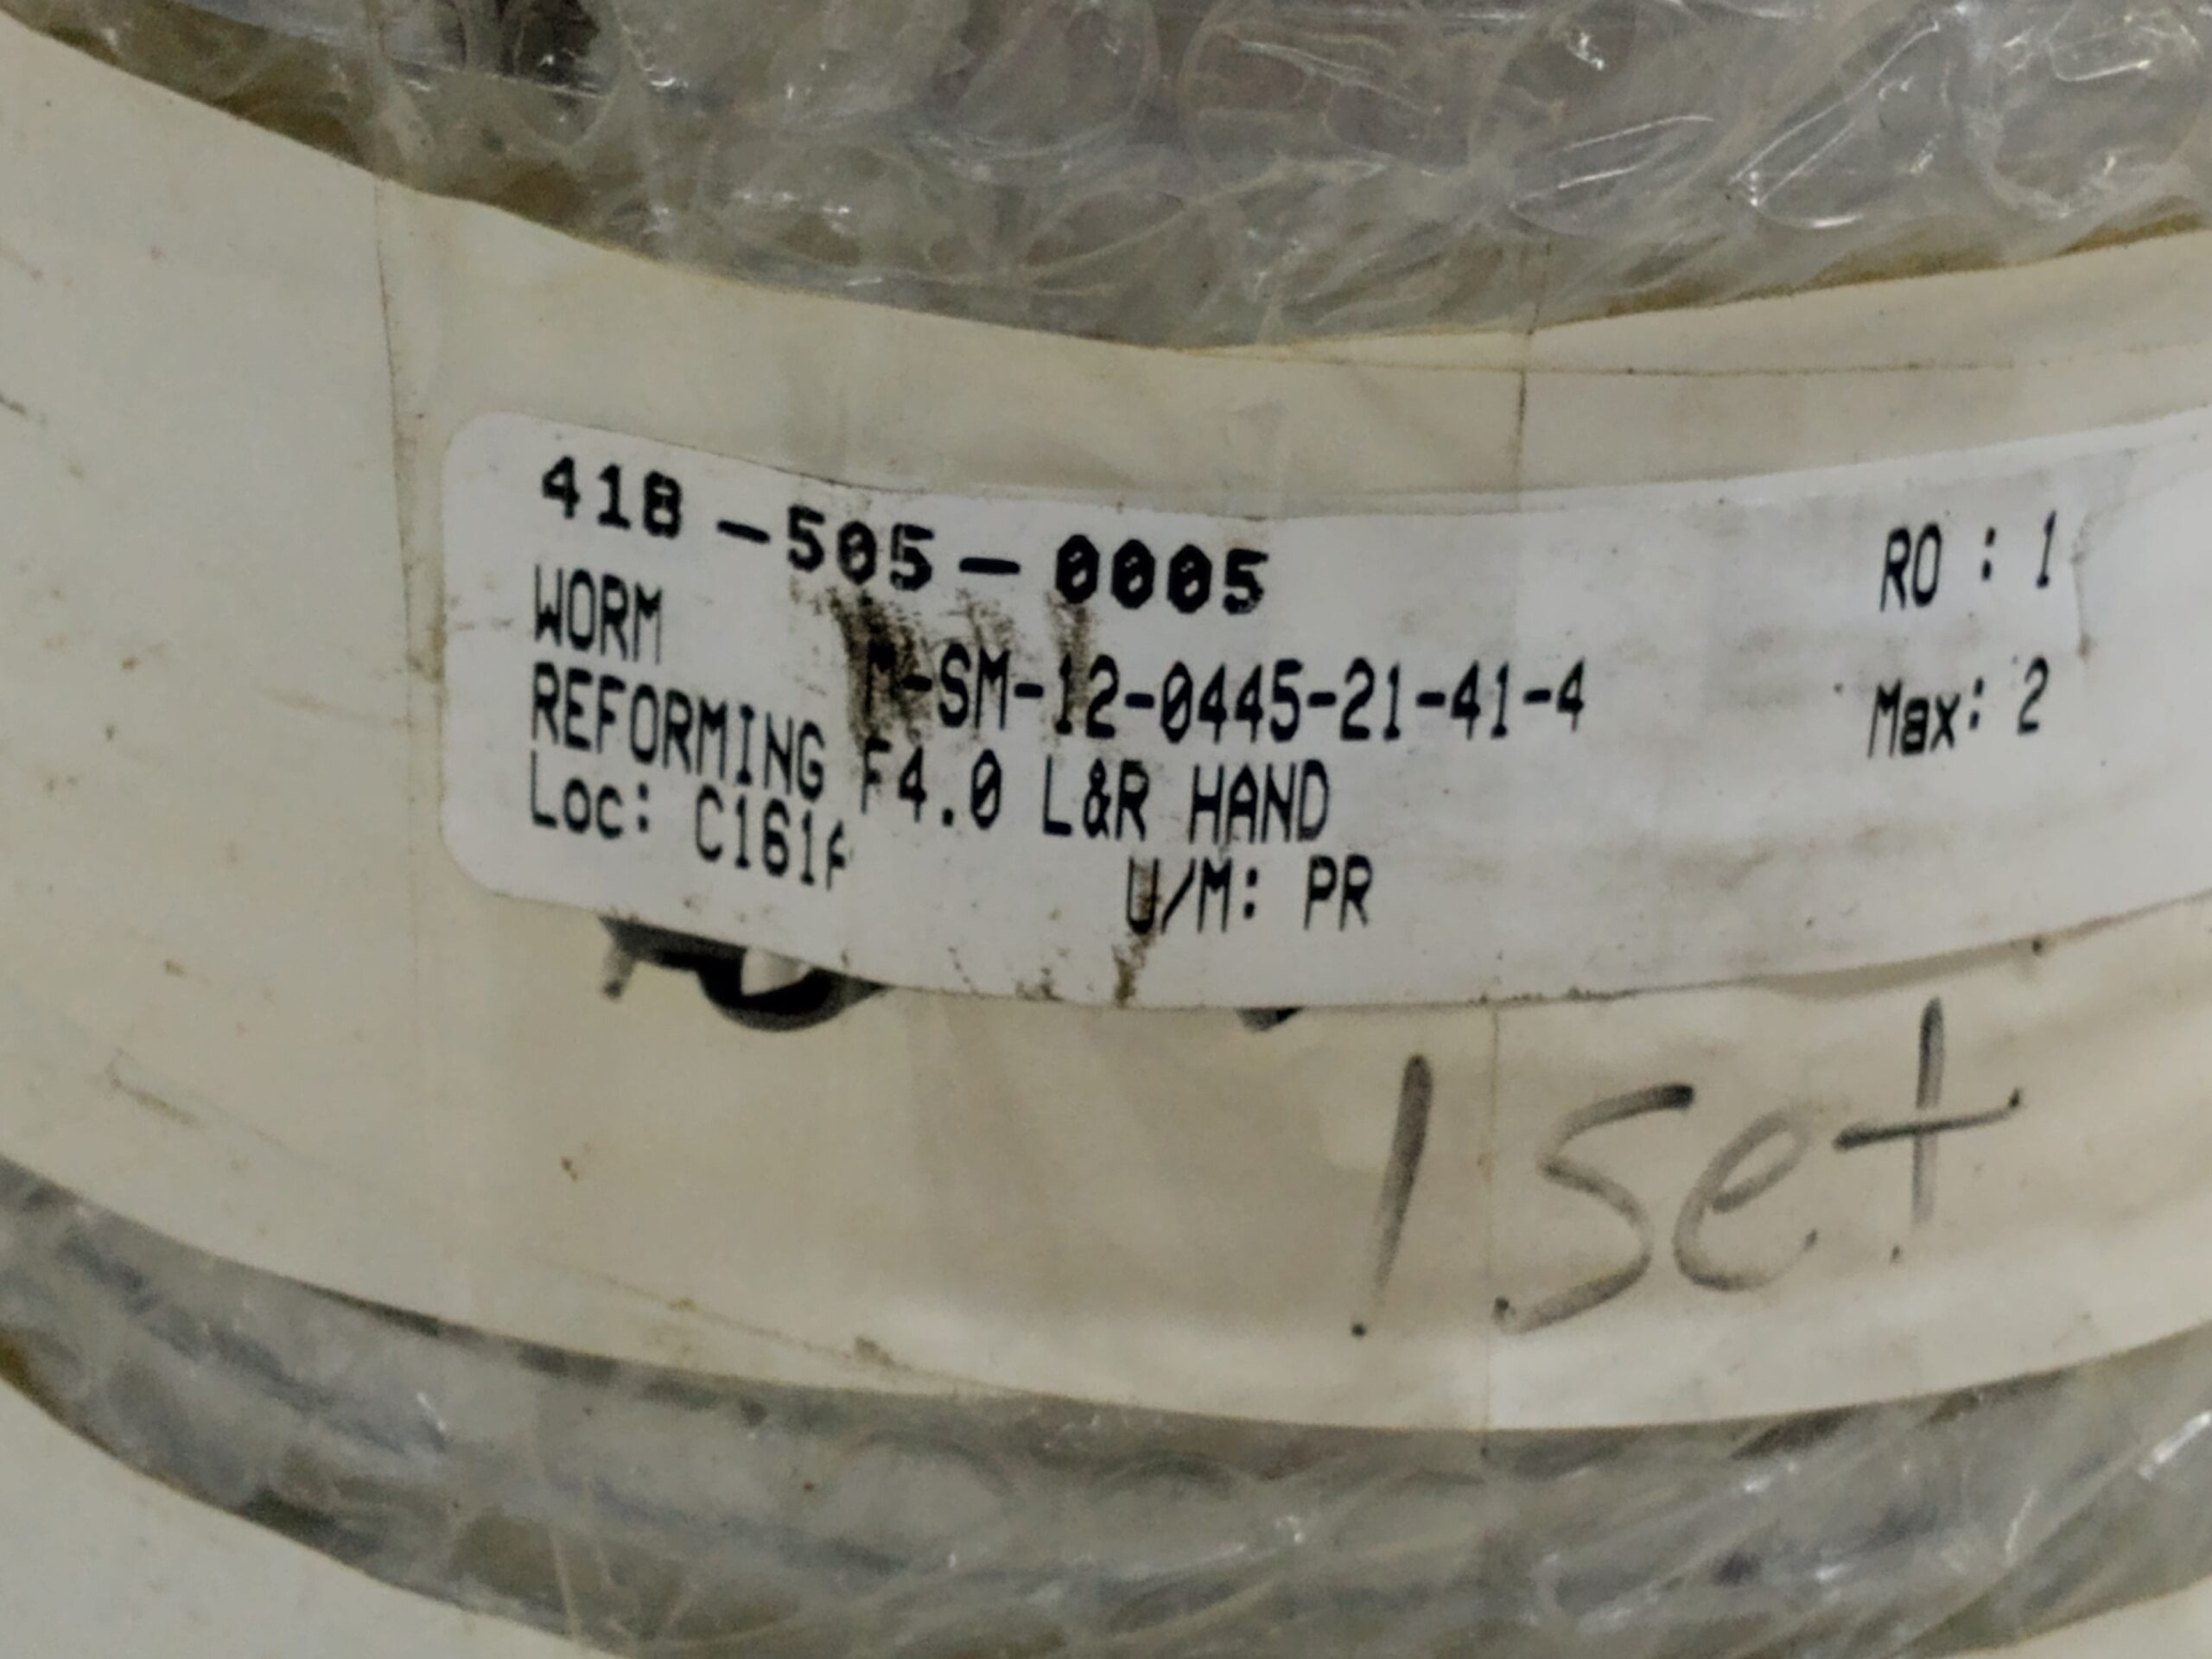 418-505-0005 RO : 1
WORM M-SM-12-0445-21-41-4 Max: 2
REFORMING F4.0 L&R HAND
Loc: C161A U/M: PR
1 set